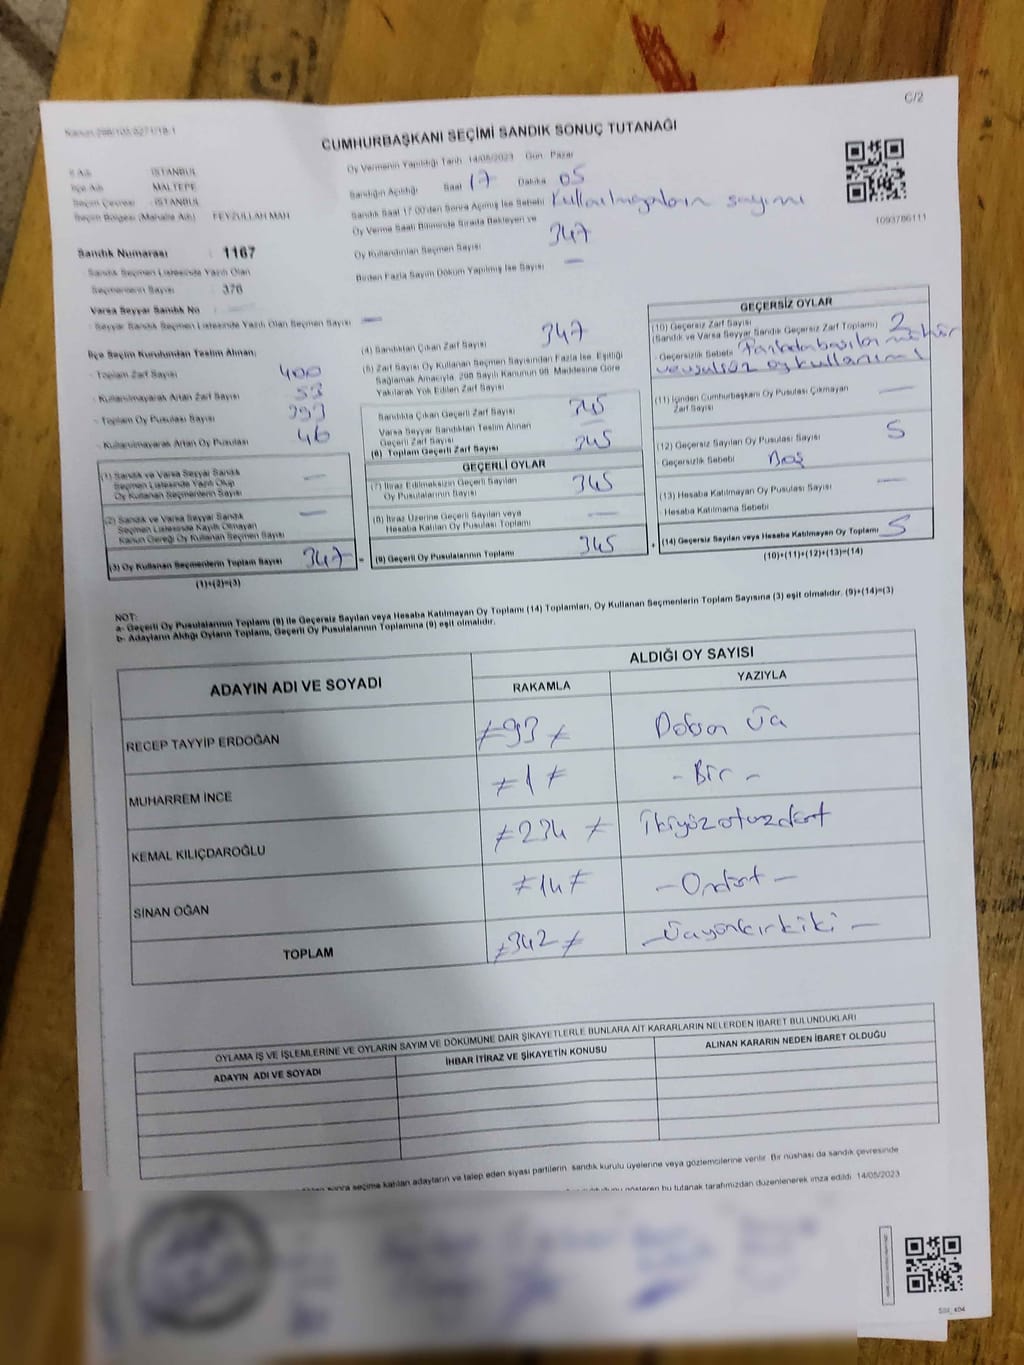 C/2
Kanun:298/105,6271/19-1
CUMHURBAŞKANI SEÇİMİ SANDIK SONUÇ TUTANAĞI
İl Adı : İSTANBUL
İlçe Adı : MALTEPE
Seçim Çevresi : İSTANBUL
Seçim Bölgesi (Mahalle Adı) : FEYZULLAH MAH
Oy Vermenin Yapıldığı Tarih 14/05/2023 Gün: Pazar
Sandığın Açıldığı Saat 17 Dakika 05
Sandık Saat 17:00'den Sonra Açılmış İse Sebebi Kullanılmayanların sayımı
Oy Verme Saati Bitiminde Sırada Bekleyen ve
Oy Kullandırılan Seçmen Sayısı 347
Birden Fazla Sayım Döküm Yapılmış İse Sayısı —
1093786111
Sandık Numarası : 1167
Sandık Seçmen Listesinde Yazılı Olan
Seçmenlerin Sayısı : 376
Varsa Seyyar Sandık No :
- Seyyar Sandık Seçmen Listesinde Yazılı Olan Seçmen Sayısı —
İlçe Seçim Kurulundan Teslim Alınan;
- Toplam Zarf Sayısı 400
- Kullanılmayarak Artan Zarf Sayısı 53
- Toplam Oy Pusulası Sayısı 393
- Kullanılmayarak Artan Oy Pusulası 46
(1) Sandık ve Varsa Seyyar Sandık
Seçmen Listesinde Yazılı Olup
Oy Kullanan Seçmenlerin Sayısı —
(2) Sandık ve Varsa Seyyar Sandık
Seçmen Listesinde Kayıtlı Olmayan
Kanun Gereği Oy Kullanan Seçmen Sayısı —
(3) Oy Kullanan Seçmenlerin Toplam Sayısı 347
(1)+(2)=(3)
(4) Sandıktan Çıkan Zarf Sayısı 347
(5) Zarf Sayısı Oy Kullanan Seçmen Sayısından Fazla İse, Eşitliği
Sağlamak Amacıyla, 298 Sayılı Kanunun 98. Maddesine Göre
Yakılarak Yok Edilen Zarf Sayısı
Sandıkta Çıkan Geçerli Zarf Sayısı 345
Varsa Seyyar Sandıktan Teslim Alınan
Geçerli Zarf Sayısı —
(6) Toplam Geçerli Zarf Sayısı 345
GEÇERLİ OYLAR
(7) İtiraz Edilmeksizin Geçerli Sayılan
Oy Pusulalarının Sayısı 345
(8) İtiraz Üzerine Geçerli Sayılan veya
Hesaba Katılan Oy Pusulası Toplamı —
(9) Geçerli Oy Pusulalarının Toplamı 345
GEÇERSİZ OYLAR
(10) Geçersiz Zarf Sayısı
(Sandık ve Varsa Seyyar Sandık Geçersiz Zarf Toplamı) 2
- Geçersizlik Sebebi basılan mühür
ve usulsüz oy kullanımı
(11) İçinden Cumhurbaşkanı Oy Pusulası Çıkmayan
Zarf Sayısı —
(12) Geçersiz Sayılan Oy Pusulası Sayısı 5
- Geçersizlik Sebebi Boş
(13) Hesaba Katılmayan Oy Pusulası Sayısı —
- Hesaba Katılmama Sebebi
(14) Geçersiz Sayılan veya Hesaba Katılmayan Oy Toplamı 5
(10)+(11)+(12)+(13)=(14)
NOT:
a- Geçerli Oy Pusulalarının Toplamı (9) ile Geçersiz Sayılan veya Hesaba Katılmayan Oy Toplamı (14) Toplamları, Oy Kullanan Seçmenlerin Toplam Sayısına (3) eşit olmalıdır. (9)+(14)=(3)
b- Adayların Aldığı Oyların Toplamı, Geçerli Oy Pusulalarının Toplamına (9) eşit olmalıdır.
ADAYIN ADI VE SOYADI
ALDIĞI OY SAYISI
RAKAMLA YAZIYLA
RECEP TAYYİP ERDOĞAN ≠93≠ Doksan Üç
MUHARREM İNCE ≠1≠ -Bir-
KEMAL KILIÇDAROĞLU ≠234≠ ikiyüzotuzdört
SİNAN OĞAN ≠14≠ -Ondört-
TOPLAM ≠342≠ -Üçyüzkırkiki-
OYLAMA İŞ VE İŞLEMLERİNE VE OYLARIN SAYIM VE DÖKÜMÜNE DAİR ŞİKAYETLERLE BUNLARA AİT KARARLARIN NELERDEN İBARET BULUNDUKLARI
ADAYIN ADI VE SOYADI İHBAR İTİRAZ VE ŞİKAYETİN KONUSU ALINAN KARARIN NEDEN İBARET OLDUĞU
sonra seçime katılan adayların ve talep eden siyasi partilerin sandık kurulu üyelerine veya gözlemcilerine verilir. Bir nüshası da sandık çevresinde
gösteren bu tutanak tarafımızdan düzenlenerek imza edildi. 14/05/2023